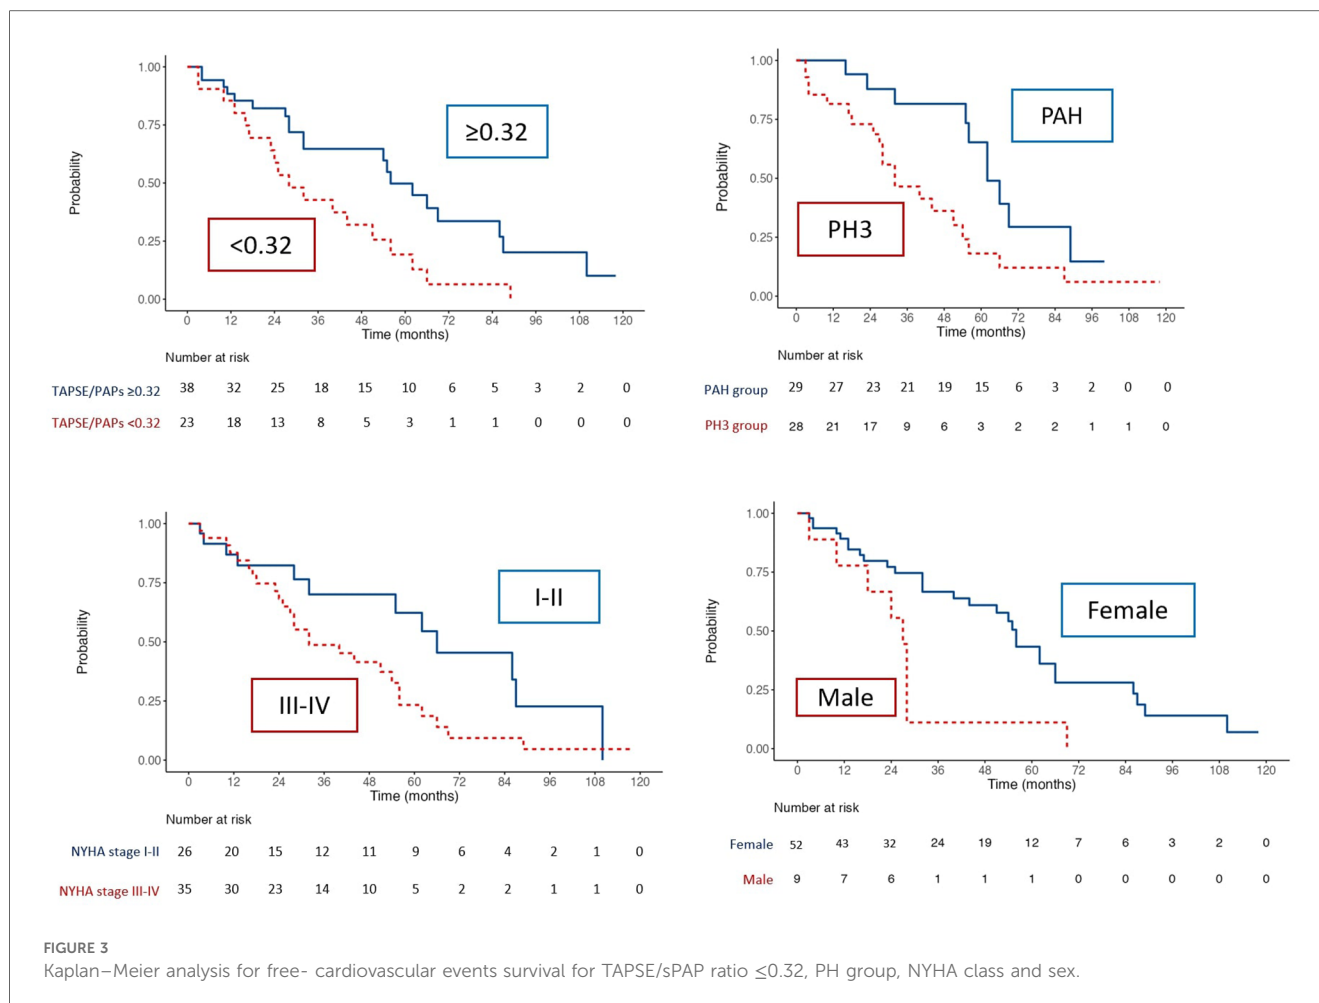 1.00
0.75
0.50
0.25
0.00
Probability
≥0.32
<0.32
0 12 24 36 48 60 72 84 96 108 120
Time (months)
Number at risk
TAPSE/PAPs ≥0.32 38 32 25 18 15 10 6 5 3 2 0
TAPSE/PAPs <0.32 23 18 13 8 5 3 1 1 0 0 0
1.00
0.75
0.50
0.25
0.00
Probability
PAH
PH3
0 12 24 36 48 60 72 84 96 108 120
Time (months)
Number at risk
PAH group 29 27 23 21 19 15 6 3 2 0 0
PH3 group 28 21 17 9 6 3 2 2 1 1 0
1.00
0.75
0.50
0.25
0.00
Probability
I-II
III-IV
0 12 24 36 48 60 72 84 96 108 120
Time (months)
Number at risk
NYHA stage I-II 26 20 15 12 11 9 6 4 2 1 0
NYHA stage III-IV 35 30 23 14 10 5 2 2 1 1 0
1.00
0.75
0.50
0.25
0.00
Probability
Female
Male
0 12 24 36 48 60 72 84 96 108 120
Time (months)
Number at risk
Female 52 43 32 24 19 12 7 6 3 2 0
Male 9 7 6 1 1 1 0 0 0 0 0
FIGURE 3
Kaplan–Meier analysis for free- cardiovascular events survival for TAPSE/sPAP ratio ≤0.32, PH group, NYHA class and sex.